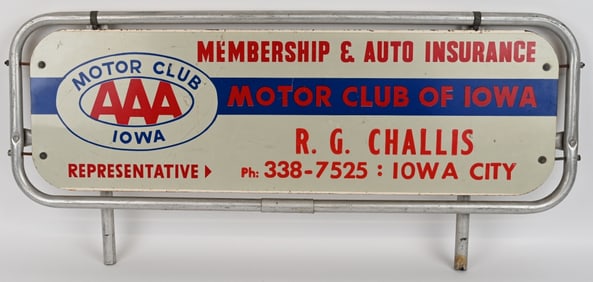 MEMBERSHIP & AUTO INSURANCE
MOTOR CLUB
AAA
IOWA
MOTOR CLUB OF IOWA
R. G. CHALLIS
REPRESENTATIVE
PH: 338-7525 : IOWA CITY